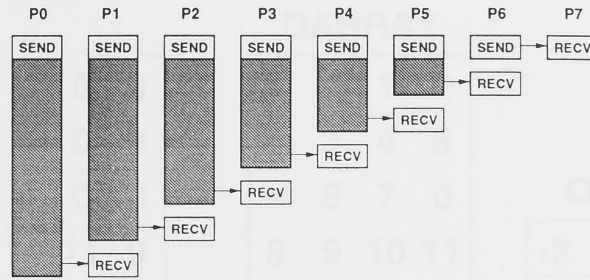 P0 P1 P2 P3 P4 P5 P6 P7
SEND SEND SEND SEND SEND SEND SEND RECV
RECV
RECV
RECV
RECV
RECV
RECV